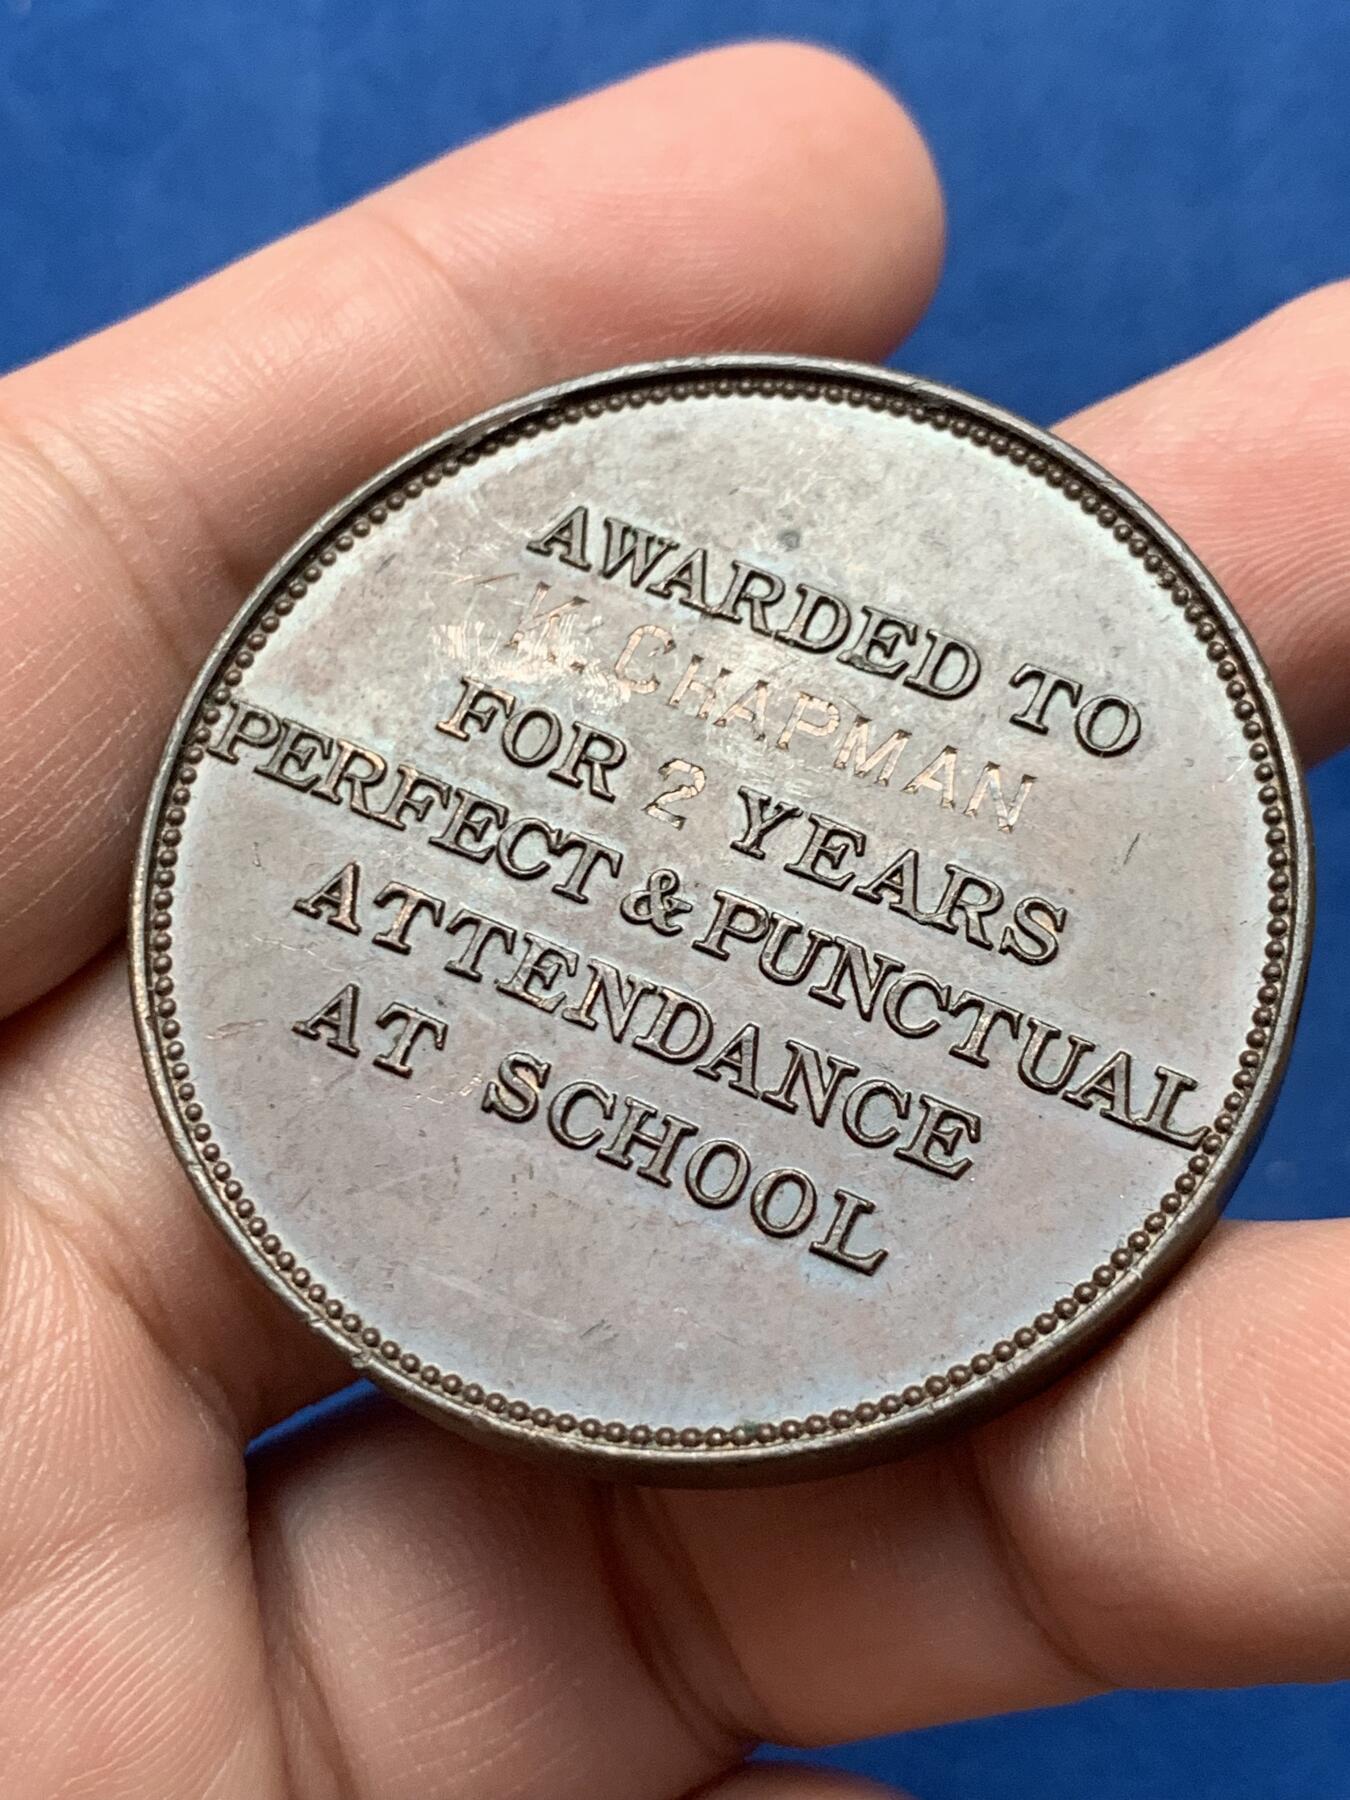 AWARDED TO
K. CHAPMAN
FOR 2 YEARS
PERFECT & PUNCTUAL
ATTENDANCE
AT SCHOOL